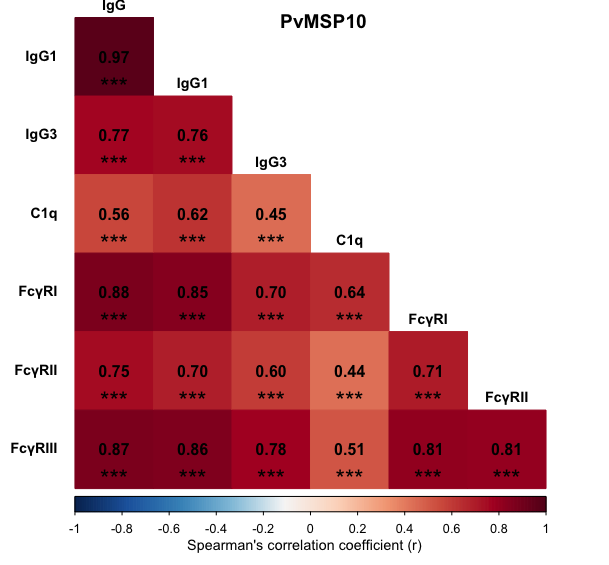 IgG
PvMSP10
IgG1 0.97
***
IgG1
IgG3 0.77 0.76
*** ***
IgG3
C1q 0.56 0.62 0.45
*** *** ***
C1q
FcγRI 0.88 0.85 0.70 0.64
*** *** *** ***
FcγRI
FcγRII 0.75 0.70 0.60 0.44 0.71
*** *** *** *** ***
FcγRII
FcγRIII 0.87 0.86 0.78 0.51 0.81 0.81
*** *** *** *** *** ***
-1 -0.8 -0.6 -0.4 -0.2 0 0.2 0.4 0.6 0.8 1
Spearman's correlation coefficient (r)